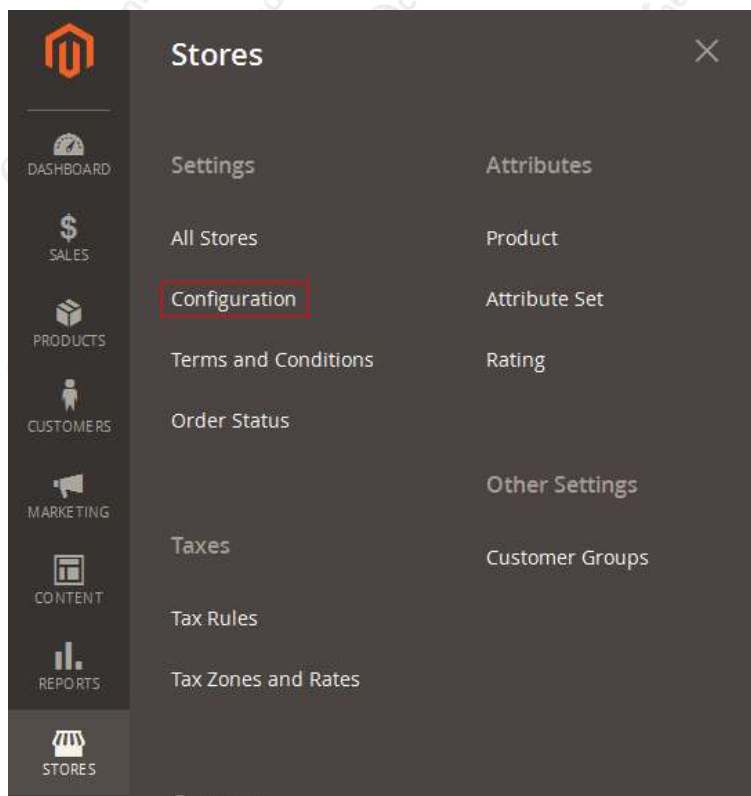 Stores
DASHBOARD
SALES
PRODUCTS
CUSTOMERS
MARKETING
CONTENT
REPORTS
STORES
Settings
All Stores
Configuration
Terms and Conditions
Order Status
Taxes
Tax Rules
Tax Zones and Rates
Attributes
Product
Attribute Set
Rating
Other Settings
Customer Groups